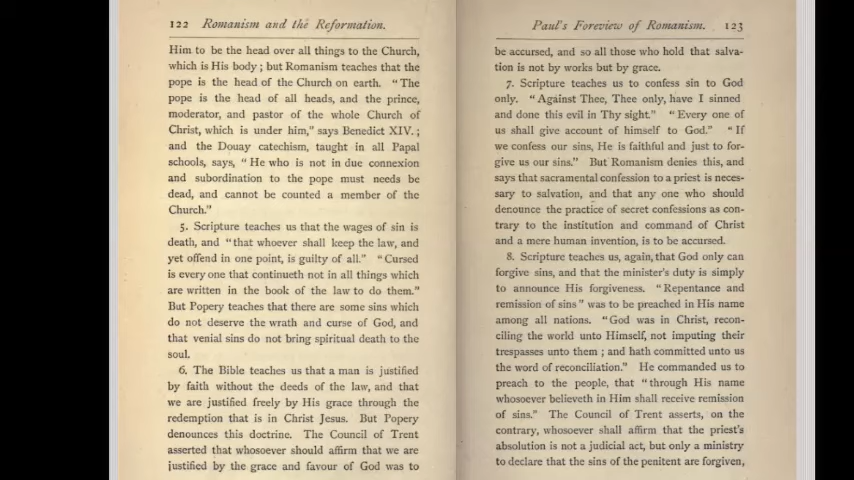 122 Romanism and the Reformation.
Him to be the head over all things to the Church,
which is His body ; but Romanism teaches that the
pope is the head of the Church on earth. “The
pope is the head of all heads, and the prince,
moderator, and pastor of the whole Church of
Christ, which is under him,” says Benedict XIV. ;
and the Douay catechism, taught in all Papal
schools, says, “ He who is not in due connexion
and subordination to the pope must needs be
dead, and cannot be counted a member of the
Church.”
5. Scripture teaches us that the wages of sin is
death, and “that whoever shall keep the law, and
yet offend in one point, is guilty of all.” “Cursed
is every one that continueth not in all things which
are written in the book of the law to do them.”
But Popery teaches that there are some sins which
do not deserve the wrath and curse of God, and
that venial sins do not bring spiritual death to the
soul.
6. The Bible teaches us that a man is justified
by faith without the deeds of the law, and that
we are justified freely by His grace through the
redemption that is in Christ Jesus. But Popery
denounces this doctrine. The Council of Trent
asserted that whosoever should affirm that we are
justified by the grace and favour of God was to
Paul's Foreview of Romanism. 123
be accursed, and so all those who hold that salva-
tion is not by works but by grace.
7. Scripture teaches us to confess sin to God
only. “Against Thee, Thee only, have I sinned
and done this evil in Thy sight.” “Every one of
us shall give account of himself to God.” “If
we confess our sins, He is faithful and just to for-
give us our sins.” But Romanism denies this, and
says that sacramental confession to a priest is neces-
sary to salvation, and that any one who should
denounce the practice of secret confessions as con-
trary to the institution and command of Christ
and a mere human invention, is to be accursed.
8. Scripture teaches us, again, that God only can
forgive sins, and that the minister's duty is simply
to announce His forgiveness. “Repentance and
remission of sins” was to be preached in His name
among all nations. “God was in Christ, recon-
ciling the world unto Himself, not imputing their
trespasses unto them ; and hath committed unto us
the word of reconciliation.” He commanded us to
preach to the people, that “through His name
whosoever believeth in Him shall receive remission
of sins.” The Council of Trent asserts, on the
contrary, whosoever shall affirm that the priest's
absolution is not a judicial act, but only a ministry
to declare that the sins of the penitent are forgiven,